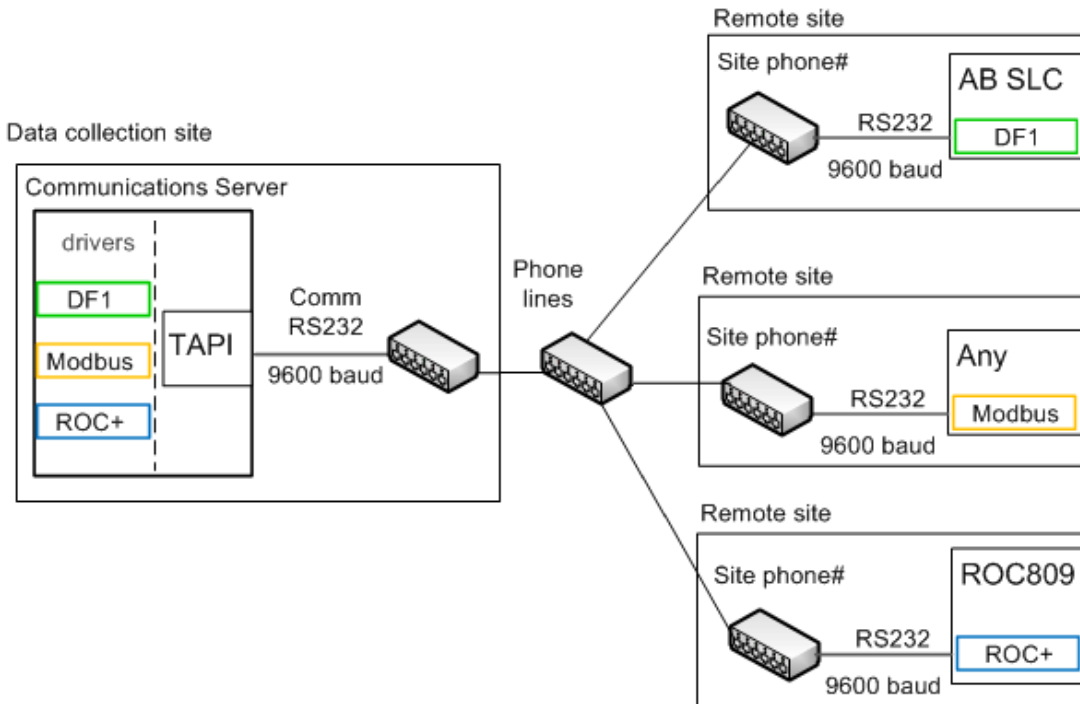 Data collection site
Communications Server
drivers
DF1
Modbus
ROC+
TAPI
Comm
RS232
9600 baud
Phone
lines
Remote site
Site phone#
RS232
9600 baud
AB SLC
DF1
Remote site
Site phone#
RS232
9600 baud
Any
Modbus
Remote site
Site phone#
RS232
9600 baud
ROC809
ROC+